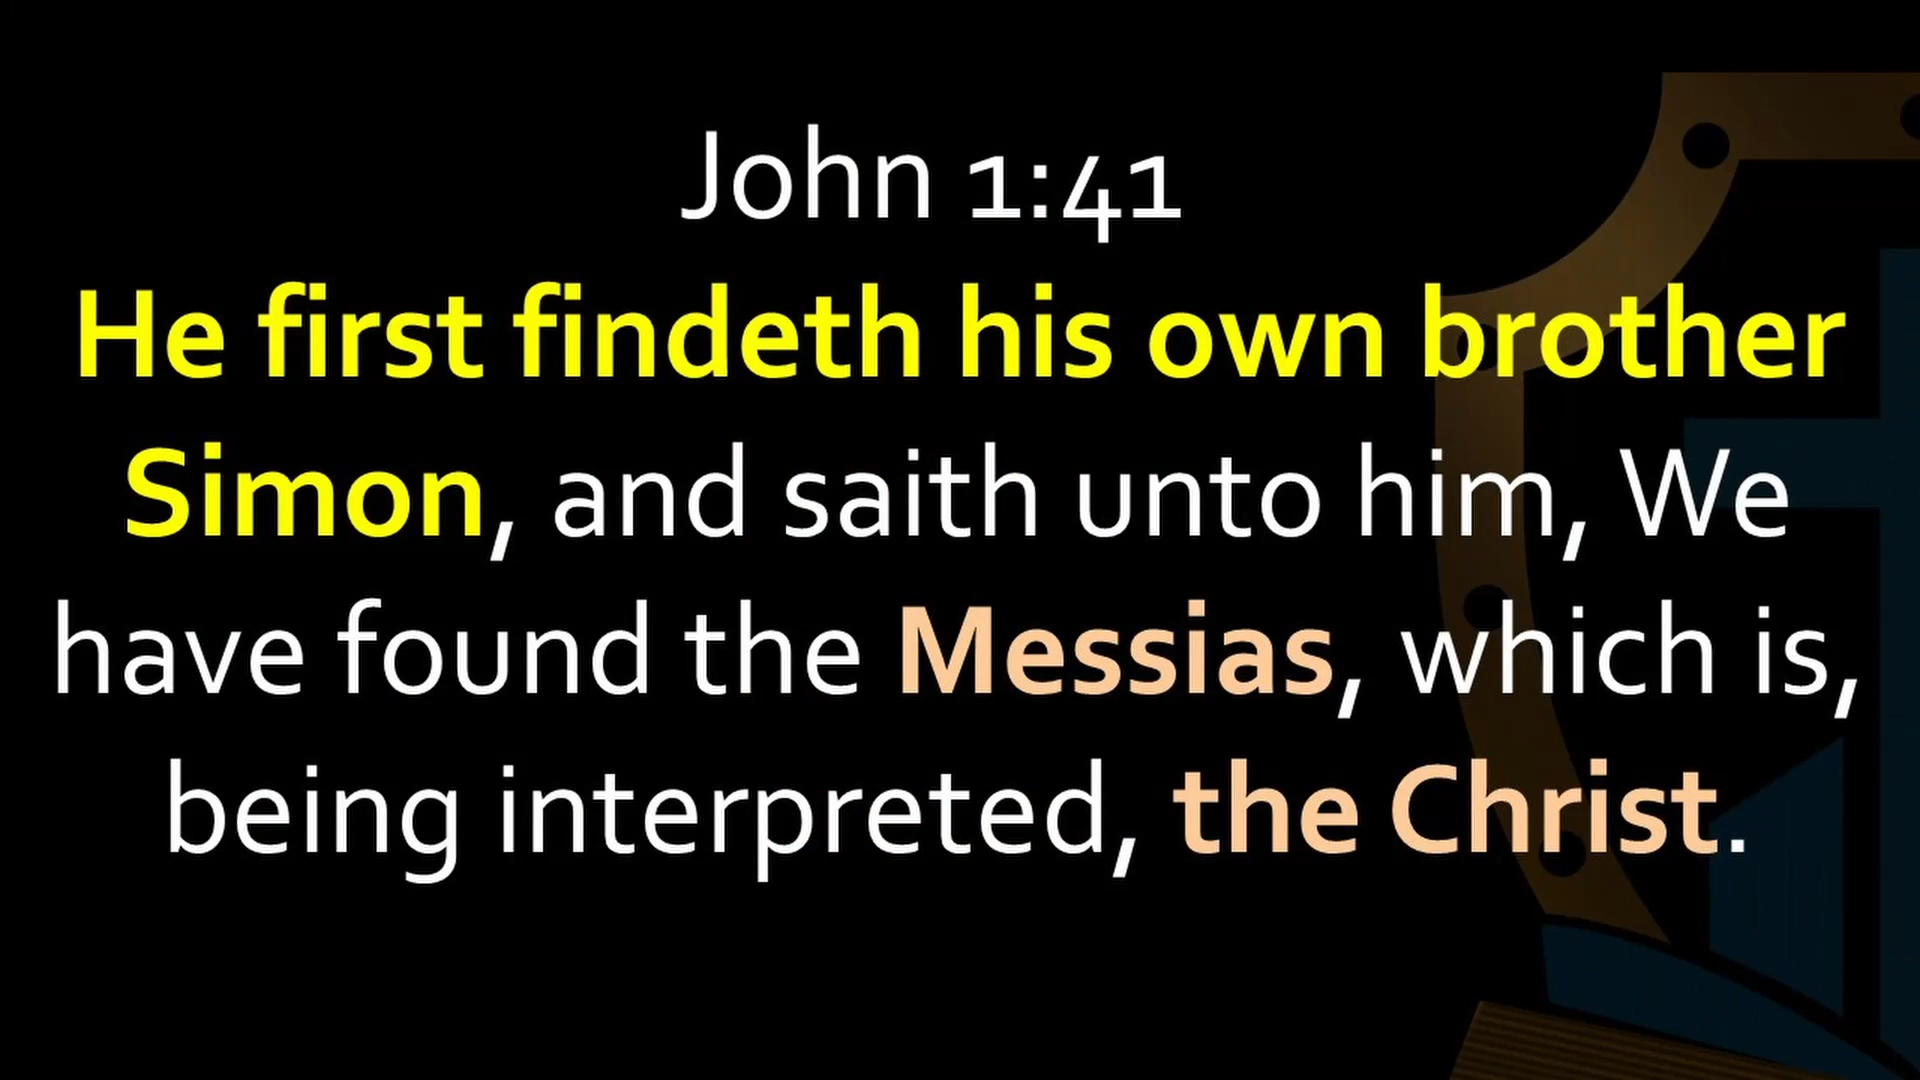 John 1:41
He first findeth his own brother
Simon, and saith unto him, We
have found the Messias, which is,
being interpreted, the Christ.